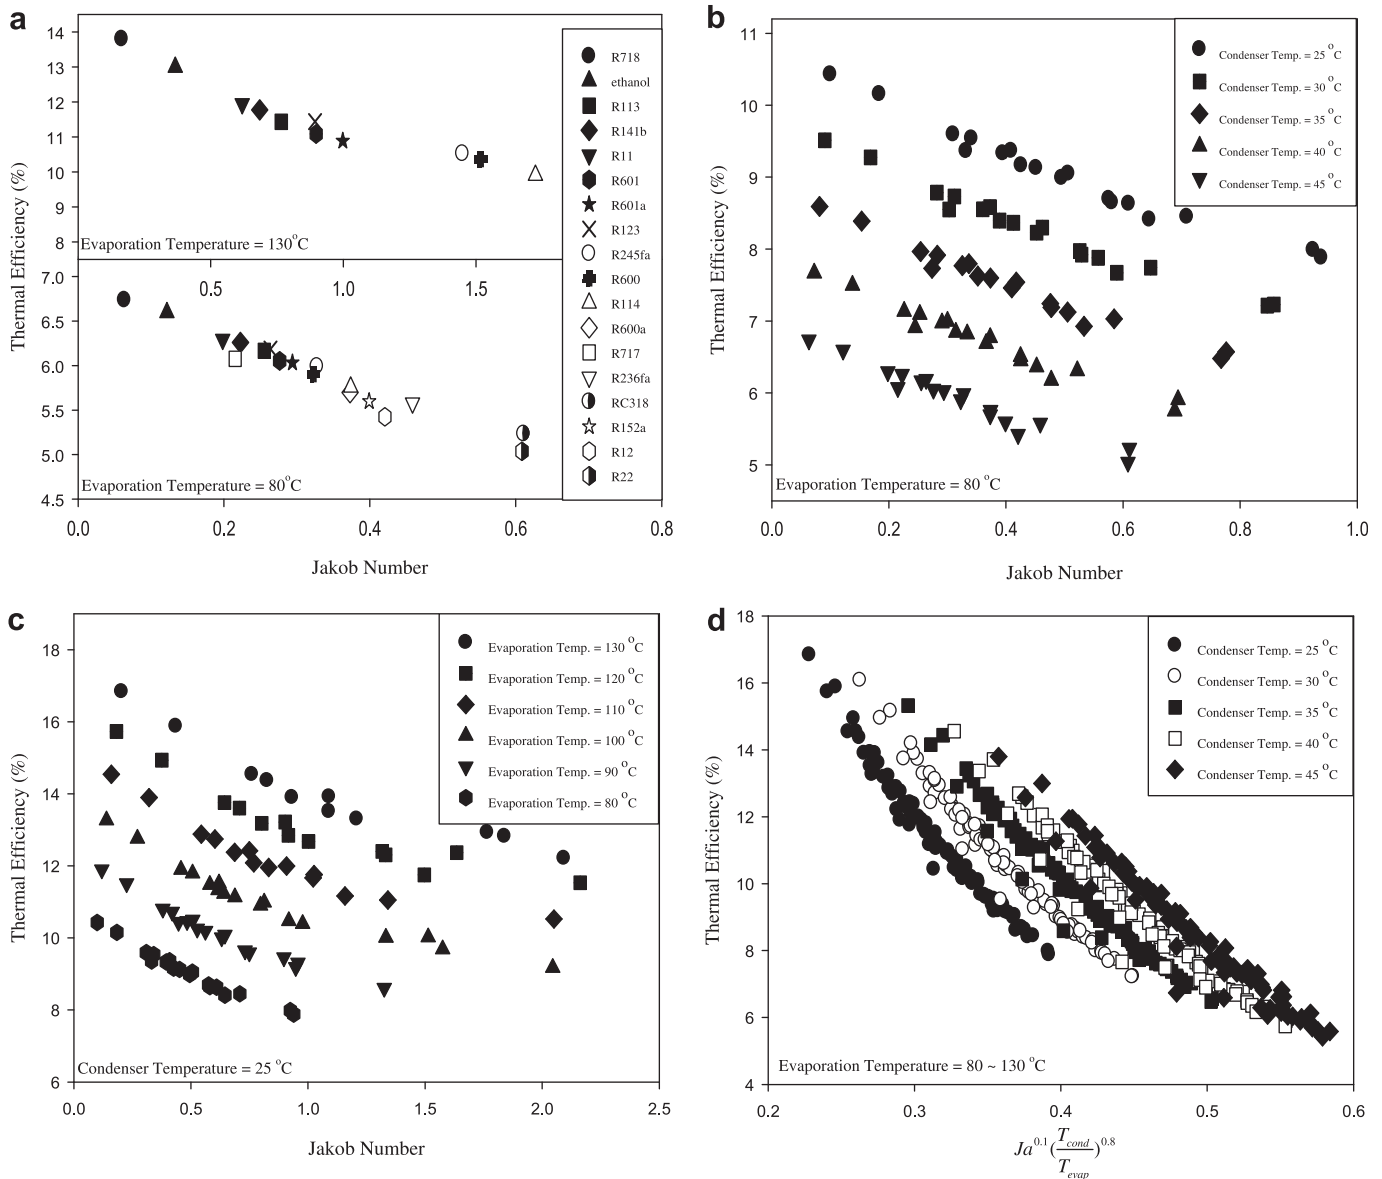 a
Thermal Efficiency (%)
14
13
12
11
10
9
8
Evaporation Temperature = 130°C
0.5
1.0
1.5
7.0
6.5
6.0
5.5
5.0
4.5
Evaporation Temperature = 80°C
0.0
0.2
0.4
0.6
0.8
Jakob Number
R718
ethanol
R113
R141b
R11
R601
R601a
R123
R245fa
R600
R114
R600a
R717
R236fa
RC318
R152a
R12
R22
b
Thermal Efficiency (%)
11
10
9
8
7
6
5
Condenser Temp. = 25 °C
Condenser Temp. = 30 °C
Condenser Temp. = 35 °C
Condenser Temp. = 40 °C
Condenser Temp. = 45 °C
Evaporation Temperature = 80 °C
0.0
0.2
0.4
0.6
0.8
1.0
Jakob Number
c
Thermal Efficiency (%)
18
16
14
12
10
8
6
Evaporation Temp. = 130 °C
Evaporation Temp. = 120 °C
Evaporation Temp. = 110 °C
Evaporation Temp. = 100 °C
Evaporation Temp. = 90 °C
Evaporation Temp. = 80 °C
Condenser Temperature = 25 °C
0.0
0.5
1.0
1.5
2.0
2.5
Jakob Number
d
Thermal Efficiency (%)
18
16
14
12
10
8
6
4
Condenser Temp. = 25 °C
Condenser Temp. = 30 °C
Condenser Temp. = 35 °C
Condenser Temp. = 40 °C
Condenser Temp. = 45 °C
Evaporation Temperature = 80 ~ 130 °C
0.2
0.3
0.4
0.5
0.6
Ja^0.1 (T_cond / T_evap)^0.8